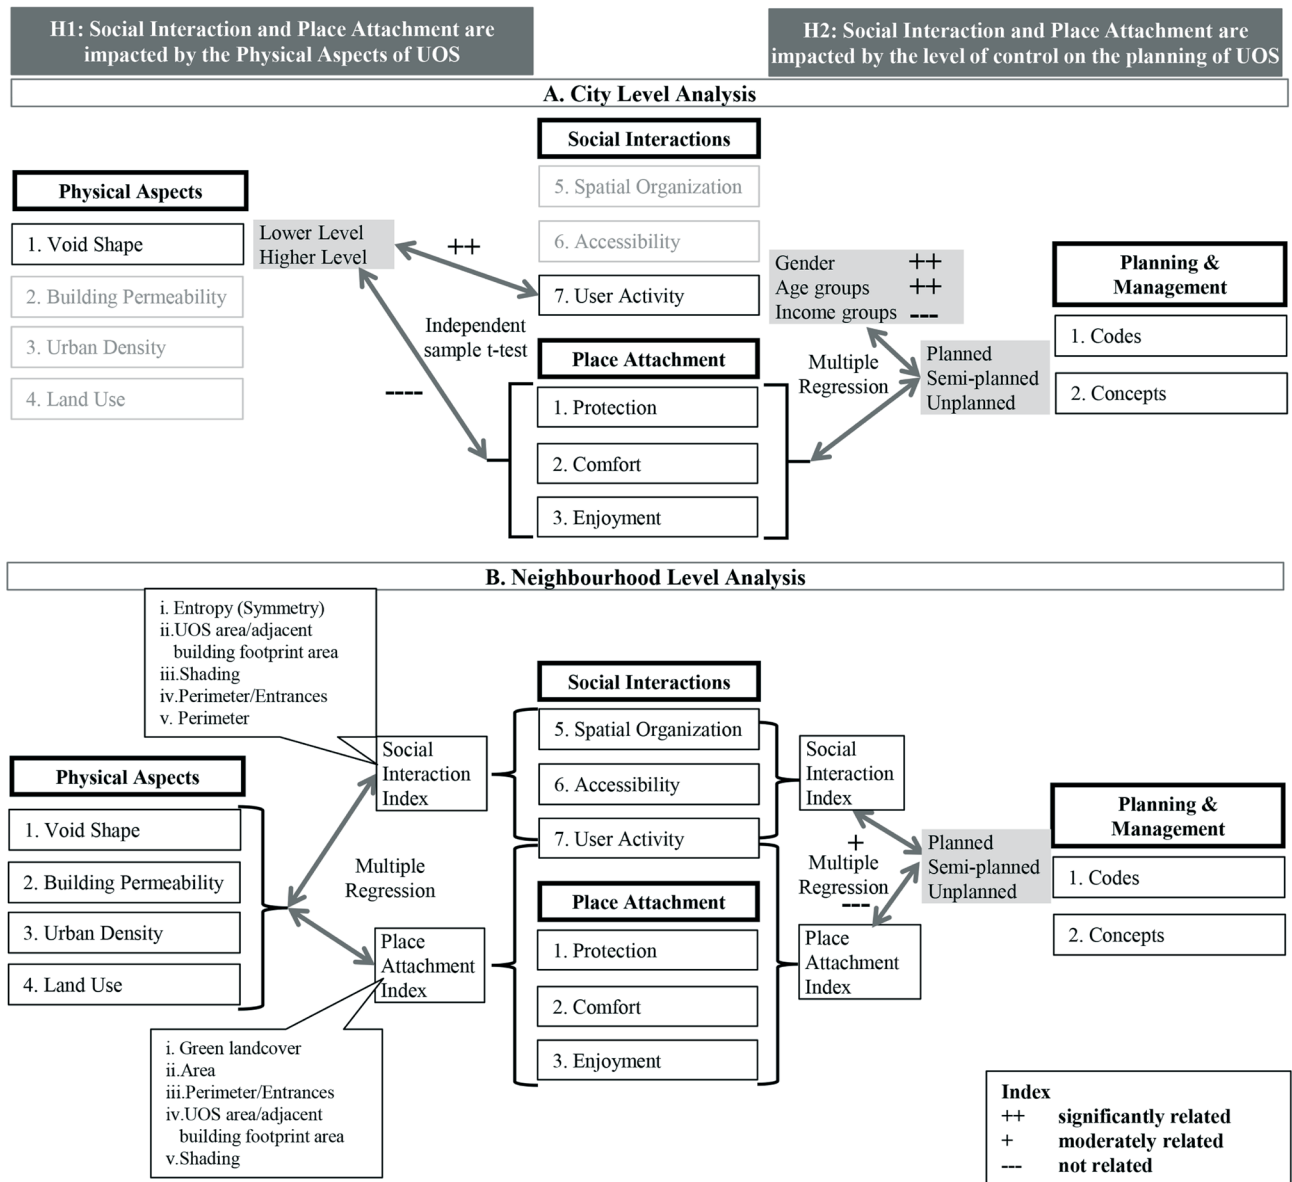 H1: Social Interaction and Place Attachment are
impacted by the Physical Aspects of UOS
H2: Social Interaction and Place Attachment are
impacted by the level of control on the planning of UOS
A. City Level Analysis
Physical Aspects
1. Void Shape
2. Building Permeability
3. Urban Density
4. Land Use
Lower Level
Higher Level
++
Independent
sample t-test
----
Social Interactions
5. Spatial Organization
6. Accessibility
7. User Activity
Place Attachment
1. Protection
2. Comfort
3. Enjoyment
Gender ++
Age groups ++
Income groups ---
Multiple
Regression
Planned
Semi-planned
Unplanned
Planning &
Management
1. Codes
2. Concepts
B. Neighbourhood Level Analysis
i. Entropy (Symmetry)
ii.UOS area/adjacent
building footprint area
iii.Shading
iv.Perimeter/Entrances
v. Perimeter
Physical Aspects
1. Void Shape
2. Building Permeability
3. Urban Density
4. Land Use
Social
Interaction
Index
Multiple
Regression
Place
Attachment
Index
i. Green landcover
ii.Area
iii.Perimeter/Entrances
iv.UOS area/adjacent
building footprint area
v.Shading
Social Interactions
5. Spatial Organization
6. Accessibility
7. User Activity
Place Attachment
1. Protection
2. Comfort
3. Enjoyment
Social
Interaction
Index
+
Multiple
Regression
---
Place
Attachment
Index
Planned
Semi-planned
Unplanned
Planning &
Management
1. Codes
2. Concepts
Index
++ significantly related
+ moderately related
--- not related